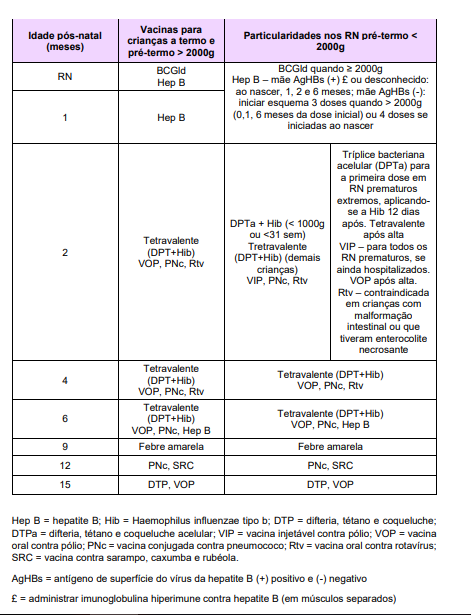 Idade pós-natal
(meses)
Vacinas para
crianças a termo e
pré-termo > 2000g
Particularidades nos RN pré-termo <
2000g
RN
BCGId
Hep B
BCGId quando ≥ 2000g
Hep B – mãe AgHBs (+) £ ou desconhecido:
ao nascer, 1, 2 e 6 meses; mãe AgHBs (-):
iniciar esquema 3 doses quando > 2000g
(0,1, 6 meses da dose inicial) ou 4 doses se
iniciadas ao nascer
1
Hep B
2
Tetravalente
(DPT+Hib)
VOP, PNc, Rtv
DPTa + Hib (< 1000g
ou <31 sem)
Tretravalente
(DPT+Hib) (demais
crianças)
VIP, PNc, Rtv
Tríplice bacteriana
acelular (DPTa) para
a primeira dose em
RN prematuros
extremos, aplicando-
se a Hib 12 dias
após. Tetravalente
após alta
VIP – para todos os
RN prematuros, se
ainda hospitalizados.
VOP após alta.
Rtv – contraindicada
em crianças com
malformação
intestinal ou que
tiveram enterocolite
necrosante
4
Tetravalente
(DPT+Hib)
VOP, PNc, Rtv
Tetravalente (DPT+Hib)
VOP, PNc, Rtv
6
Tetravalente
(DPT+Hib)
VOP, PNc, Hep B
Tetravalente (DPT+Hib)
VOP, PNc, Hep B
9
Febre amarela
Febre amarela
12
PNc, SRC
PNc, SRC
15
DTP, VOP
DTP, VOP
Hep B = hepatite B; Hib = Haemophilus influenzae tipo b; DTP = difteria, tétano e coqueluche;
DTPa = difteria, tétano e coqueluche acelular; VIP = vacina injetável contra pólio; VOP = vacina
oral contra pólio; PNc = vacina conjugada contra pneumococo; Rtv = vacina oral contra rotavírus;
SRC = vacina contra sarampo, caxumba e rubéola.
AgHBs = antígeno de superfície do vírus da hepatite B (+) positivo e (-) negativo
£ = administrar imunoglobulina hiperimune contra hepatite B (em músculos separados)